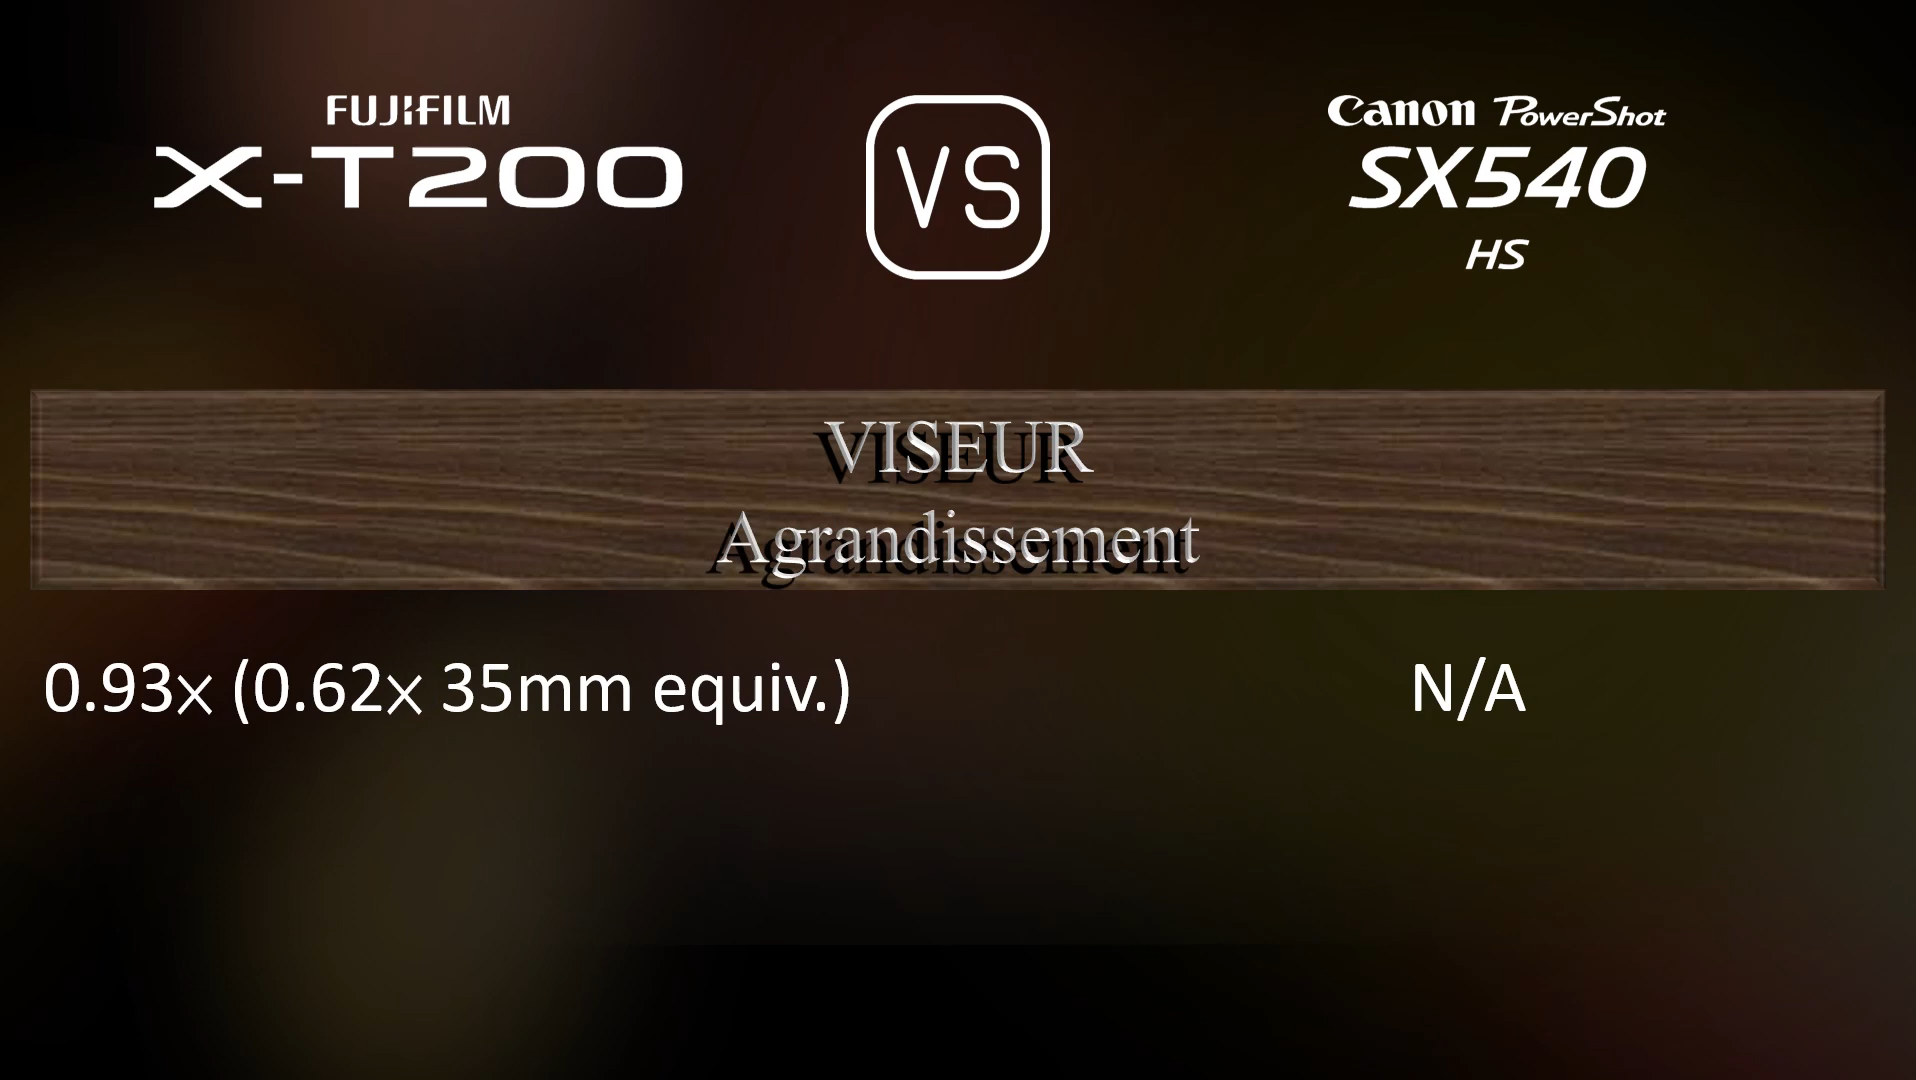 FUJIFILM
X-T200
VS
Canon PowerShot
SX540
HS
VISEUR
Agrandissement
0.93x (0.62x 35mm equiv.)
N/A